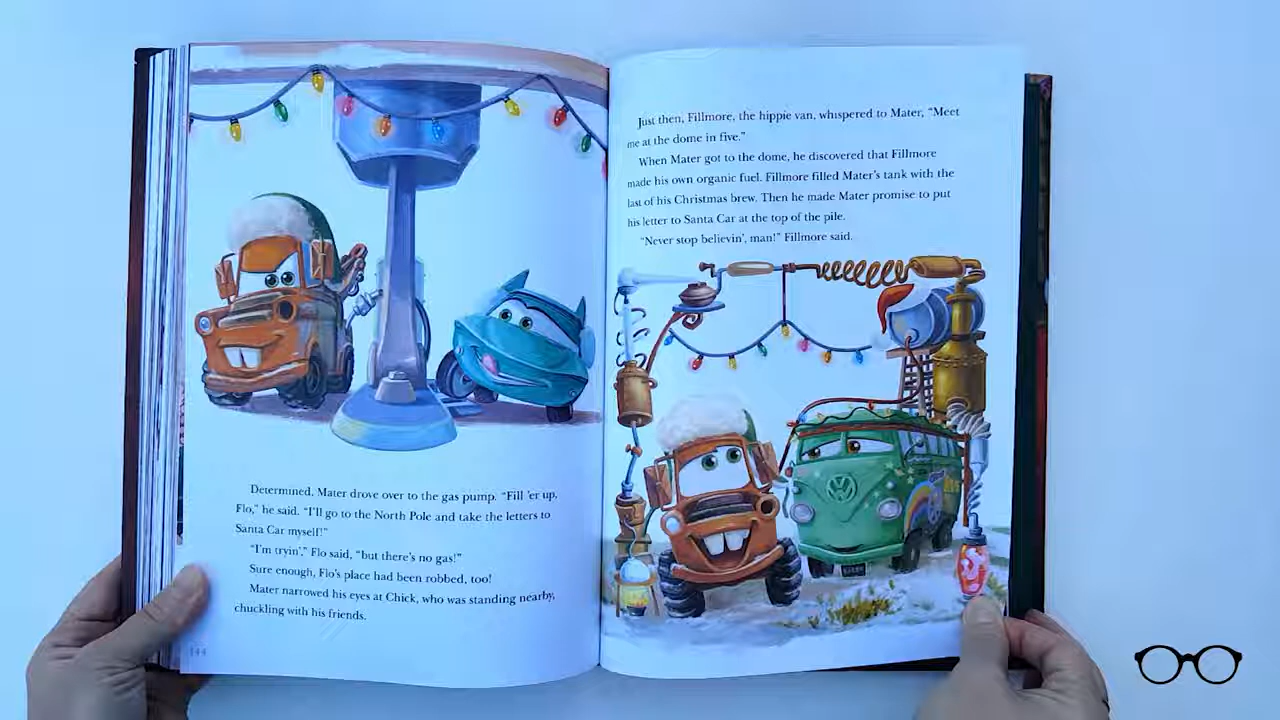 Determined, Mater drove over to the gas pump. “Fill ’er up,
Flo,” he said. “I’ll go to the North Pole and take the letters to
Santa Car myself!”
“I’m tryin’,” Flo said, “but there’s no gas!”
Sure enough, Flo’s place had been robbed, too!
Mater narrowed his eyes at Chick, who was standing nearby,
chuckling with his friends.
144
Just then, Fillmore, the hippie van, whispered to Mater, “Meet
me at the dome in five.”
When Mater got to the dome, he discovered that Fillmore
made his own organic fuel. Fillmore filled Mater’s tank with the
last of his Christmas brew. Then he made Mater promise to put
his letter to Santa Car at the top of the pile.
“Never stop believin’, man!” Fillmore said.